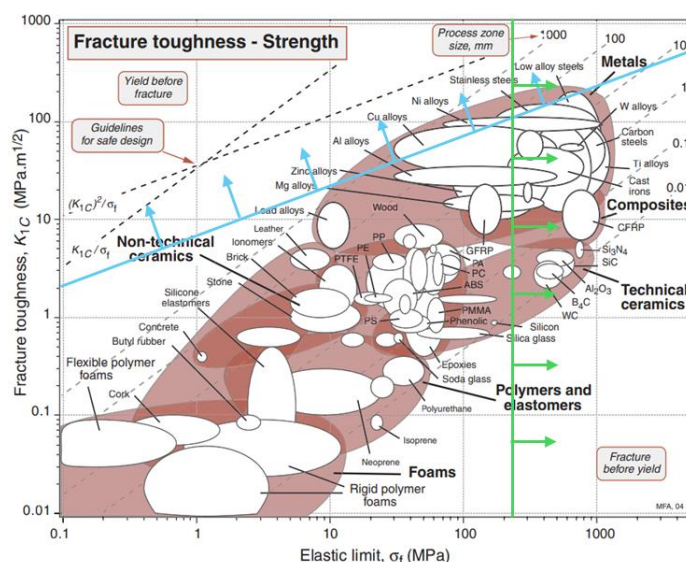 Fracture toughness - Strength
Process zone
size, mm
1000
100
10
1
0.1
0.01
Yield before
fracture
Guidelines
for safe design
(K1C)²/σf
K1C/σf
Low alloy steels
Stainless steels
Metals
Ni alloys
Cu alloys
W alloys
Carbon
steels
Al alloys
Ti alloys
Zinc alloys
Mg alloys
Cast
irons
Composites
CFRP
Lead alloys
Wood
Leather
Non-technical
ceramics
Ionomers
PP
PE
PTFE
GFRP
PA
PC
ABS
Si3N4
SiC
Technical
ceramics
Al2O3
B4C
WC
Brick
Stone
Silicone
elastomers
Concrete
Butyl rubber
PS
PMMA
Phenolic
Silicon
Silica glass
Epoxies
Soda glass
Flexible polymer
foams
Cork
Polymers and
elastomers
Polyurethane
Isoprene
Neoprene
Foams
Rigid polymer
foams
Fracture
before yield
MFA, 04
Fracture toughness, K1C (MPa.m1/2)
1000
100
10
1
0.1
0.01
0.1
1
10
100
1000
Elastic limit, σf (MPa)